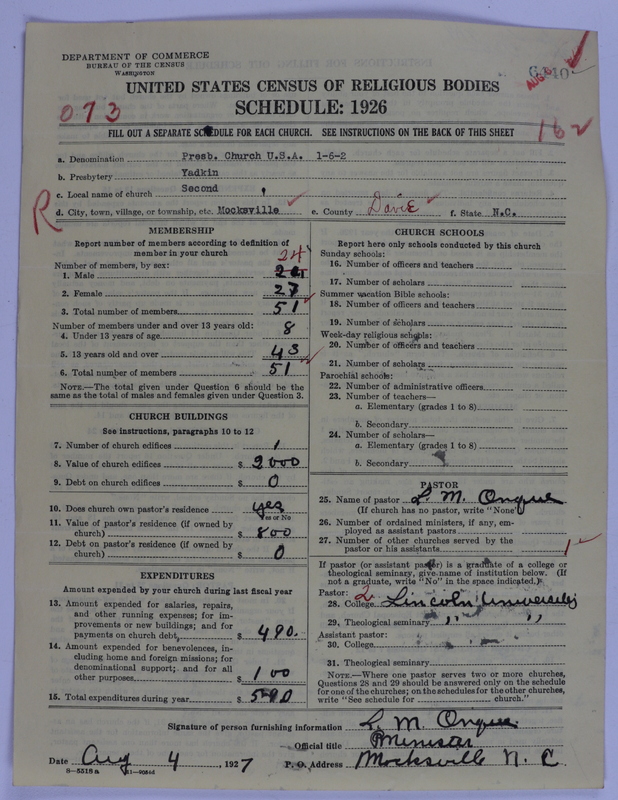 DEPARTMENT OF COMMERCE
BUREAU OF THE CENSUS
WASHINGTON
UNITED STATES CENSUS OF RELIGIOUS BODIES
SCHEDULE: 1926
073
162
FILL OUT A SEPARATE SCHEDULE FOR EACH CHURCH. SEE INSTRUCTIONS ON THE BACK OF THIS SHEET
a. Denomination Presb. Church U.S.A. 1-6-2
b. Presbytery Yadkin
c. Local name of church Second
R
d. City, town, village, or township, etc. Mocksville e. County Davie f. State N.C.
MEMBERSHIP
Report number of members according to definition of
member in your church
Number of members, by sex:
24
1. Male
2. Female 27
3. Total number of members 51
Number of members under and over 13 years old:
4. Under 13 years of age 8
5. 13 years old and over 43
6. Total number of members 51
NOTE.—The total given under Question 6 should be the
same as the total of males and females given under Question 3.
CHURCH BUILDINGS
See instructions, paragraphs 10 to 12
7. Number of church edifices 1
8. Value of church edifices $ 2000
9. Debt on church edifices $ 0
10. Does church own pastor's residence? yes
Yes or No
11. Value of pastor's residence (if owned by
church) $ 800
12. Debt on pastor's residence (if owned by
church) $ 0
EXPENDITURES
Amount expended by your church during last fiscal year
13. Amount expended for salaries, repairs,
and other running expenses; for im-
provements or new buildings; and for
payments on church debt, $ 490.
14. Amount expended for benevolences, in-
cluding home and foreign missions; for
denominational support; and for all
other purposes $ 100
15. Total expenditures during year $ 590
CHURCH SCHOOLS
Report here only schools conducted by this church
Sunday schools:
16. Number of officers and teachers
17. Number of scholars
Summer vacation Bible schools:
18. Number of officers and teachers
19. Number of scholars
Week-day religious schools:
20. Number of officers and teachers
21. Number of scholars
Parochial schools:
22. Number of administrative officers
23. Number of teachers—
a. Elementary (grades 1 to 8)
b. Secondary
24. Number of scholars—
a. Elementary (grades 1 to 8)
b. Secondary
PASTOR
25. Name of pastor L. M. Onque
(If church has no pastor, write "None")
26. Number of ordained ministers, if any, em-
ployed as assistant pastors
27. Number of other churches served by the
pastor or his assistants 1
If pastor (or assistant pastor) is a graduate of a college or
theological seminary, give name of institution below. (If
not a graduate, write "No" in the space indicated.)
Pastor: 2
28. College Lincoln University
29. Theological seminary " "
Assistant pastor:
30. College
31. Theological seminary
NOTE.—Where one pastor serves two or more churches,
Questions 28 and 29 should be answered only on the schedule
for one of the churches; on the schedules for the other churches,
write "See schedule for church."
Signature of person furnishing information L. M. Onque
Official title Minister
Date Aug 4, 1927 P. O. Address Mocksville N. C
8-5518a